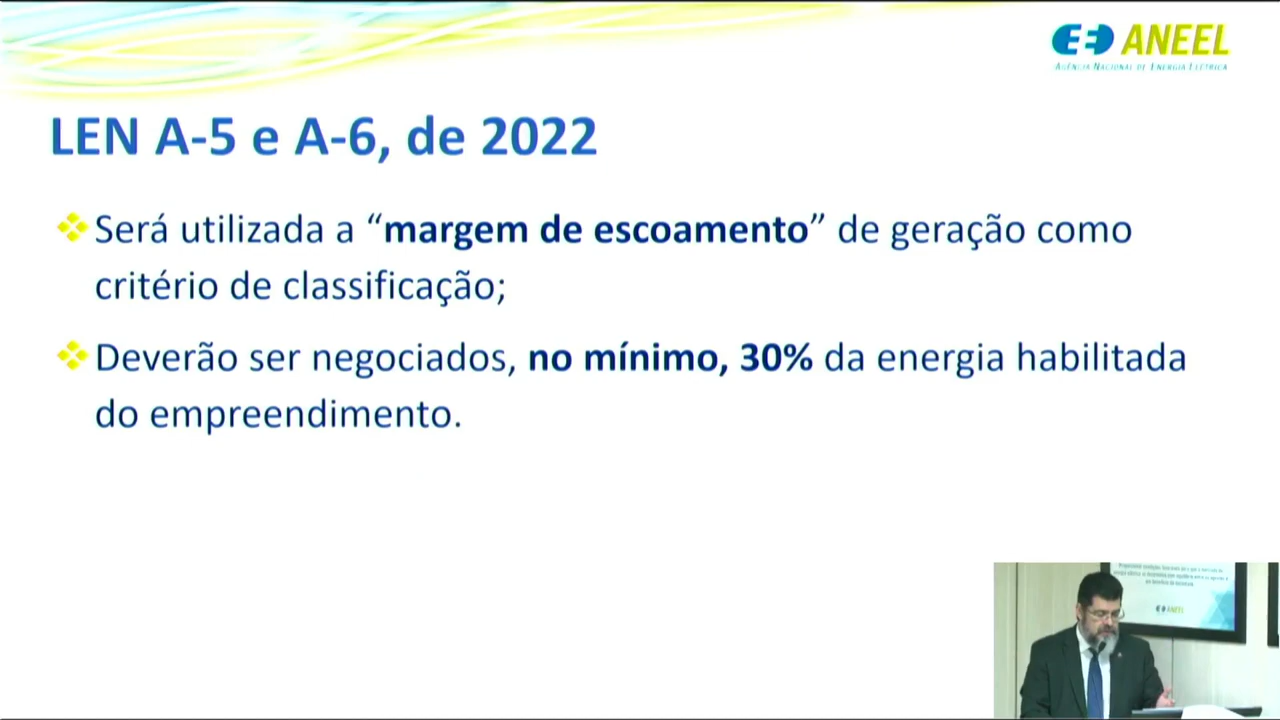 ANEEL
AGÊNCIA NACIONAL DE ENERGIA ELÉTRICA
LEN A-5 e A-6, de 2022
Será utilizada a “margem de escoamento” de geração como
critério de classificação;
Deverão ser negociados, no mínimo, 30% da energia habilitada
do empreendimento.
ANEEL